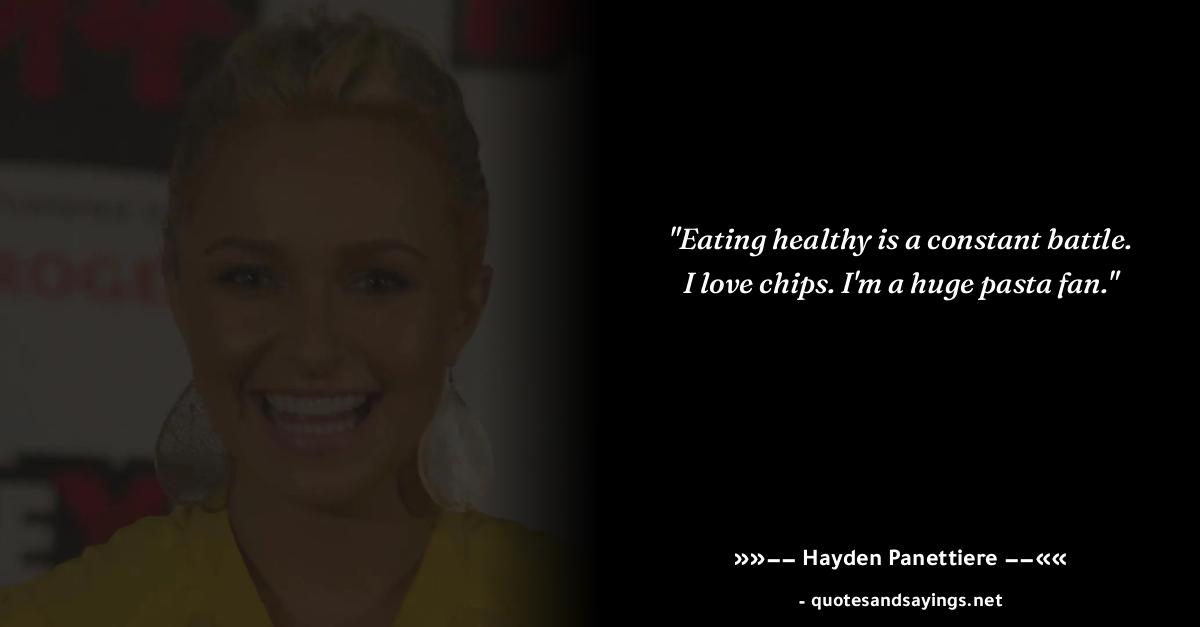 "Eating healthy is a constant battle.
I love chips. I'm a huge pasta fan."
»»−− Hayden Panettiere −−««
- quotesandsayings.net